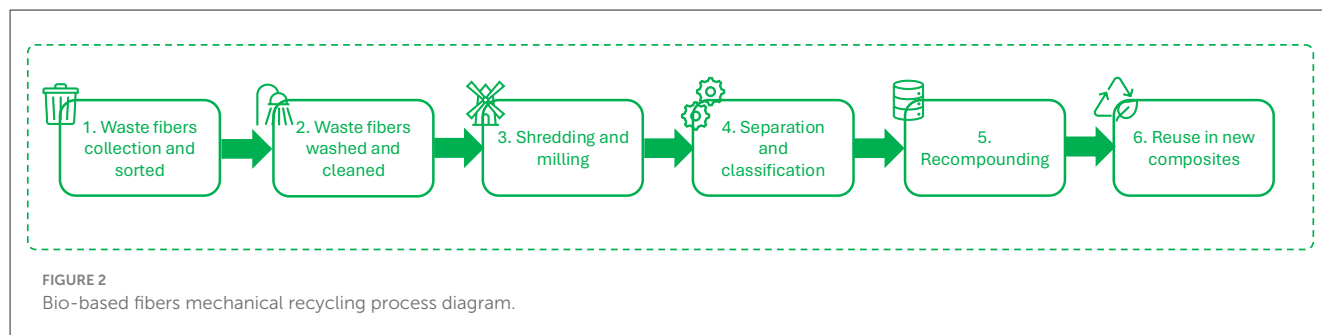 1. Waste fibers
collection and
sorted
2. Waste fibers
washed and
cleaned
3. Shredding and
milling
4. Separation
and
classification
5.
Recompounding
6. Reuse in new
composites
FIGURE 2
Bio-based fibers mechanical recycling process diagram.